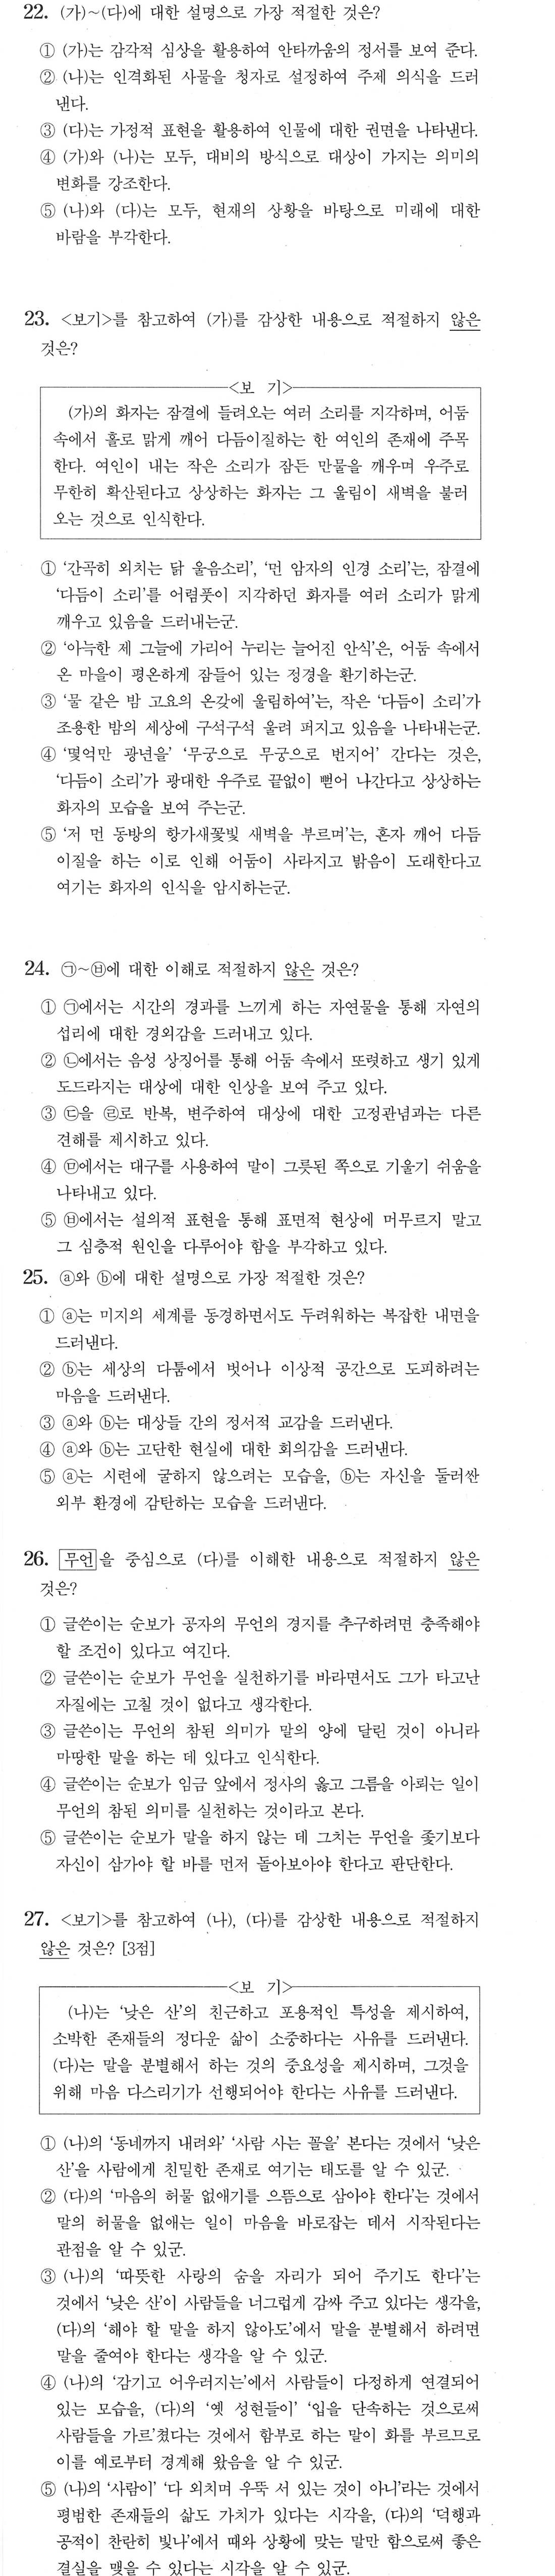 22. (가)~(다)에 대한 설명으로 가장 적절한 것은?
① (가)는 감각적 심상을 활용하여 안타까움의 정서를 보여 준다.
② (나)는 인격화된 사물을 청자로 설정하여 주제 의식을 드러
낸다.
③ (다)는 가정적 표현을 활용하여 인물에 대한 권면을 나타낸다.
④ (가)와 (나)는 모두, 대비의 방식으로 대상이 가지는 의미의
변화를 강조한다.
⑤ (나)와 (다)는 모두, 현재의 상황을 바탕으로 미래에 대한
바람을 부각한다.
23. <보기>를 참고하여 (가)를 감상한 내용으로 적절하지 않은
것은?
<보 기>
(가)의 화자는 잠결에 들려오는 여러 소리를 지각하며, 어둠
속에서 홀로 맑게 깨어 다듬이질하는 한 여인의 존재에 주목
한다. 여인이 내는 작은 소리가 잠든 만물을 깨우며 우주로
무한히 확산된다고 상상하는 화자는 그 울림이 새벽을 불러
오는 것으로 인식한다.
① ‘간곡히 외치는 닭 울음소리’, ‘먼 암자의 인경 소리’는, 잠결에
‘다듬이 소리’를 어렴풋이 지각하던 화자를 여러 소리가 맑게
깨우고 있음을 드러내는군.
② ‘아늑한 제 그늘에 가리어 누리는 늘어진 안식’은, 어둠 속에서
온 마을이 평온하게 잠들어 있는 정경을 환기하는군.
③ ‘물 같은 밤 고요의 온갖에 울림하여’는, 작은 ‘다듬이 소리’가
조용한 밤의 세상에 구석구석 울려 퍼지고 있음을 나타내는군.
④ ‘몇억만 광년을’ ‘무궁으로 무궁으로 번지어’ 간다는 것은,
‘다듬이 소리’가 광대한 우주로 끝없이 뻗어 나간다고 상상하는
화자의 모습을 보여 주는군.
⑤ ‘저 먼 동방의 항가새꽃빛 새벽을 부르며’는, 혼자 깨어 다듬
이질을 하는 이로 인해 어둠이 사라지고 밝음이 도래한다고
여기는 화자의 인식을 암시하는군.
24. ㉠~㉥에 대한 이해로 적절하지 않은 것은?
① ㉠에서는 시간의 경과를 느끼게 하는 자연물을 통해 자연의
섭리에 대한 경외감을 드러내고 있다.
② ㉡에서는 음성 상징어를 통해 어둠 속에서 또렷하고 생기 있게
도드라지는 대상에 대한 인상을 보여 주고 있다.
③ ㉢을 ㉣로 반복, 변주하여 대상에 대한 고정관념과는 다른
견해를 제시하고 있다.
④ ㉤에서는 대구를 사용하여 말이 그릇된 쪽으로 기울기 쉬움을
나타내고 있다.
⑤ ㉥에서는 설의적 표현을 통해 표면적 현상에 머무르지 말고
그 심층적 원인을 다루어야 함을 부각하고 있다.
25. ⓐ와 ⓑ에 대한 설명으로 가장 적절한 것은?
① ⓐ는 미지의 세계를 동경하면서도 두려워하는 복잡한 내면을
드러낸다.
② ⓑ는 세상의 다툼에서 벗어나 이상적 공간으로 도피하려는
마음을 드러낸다.
③ ⓐ와 ⓑ는 대상들 간의 정서적 교감을 드러낸다.
④ ⓐ와 ⓑ는 고단한 현실에 대한 회의감을 드러낸다.
⑤ ⓐ는 시련에 굴하지 않으려는 모습을, ⓑ는 자신을 둘러싼
외부 환경에 감탄하는 모습을 드러낸다.
26. 무언을 중심으로 (다)를 이해한 내용으로 적절하지 않은
것은?
① 글쓴이는 순보가 공자의 무언의 경지를 추구하려면 충족해야
할 조건이 있다고 여긴다.
② 글쓴이는 순보가 무언을 실천하기를 바라면서도 그가 타고난
자질에는 고칠 것이 없다고 생각한다.
③ 글쓴이는 무언의 참된 의미가 말의 양에 달린 것이 아니라
마땅한 말을 하는 데 있다고 인식한다.
④ 글쓴이는 순보가 임금 앞에서 정사의 옳고 그름을 아뢰는 일이
무언의 참된 의미를 실천하는 것이라고 본다.
⑤ 글쓴이는 순보가 말을 하지 않는 데 그치는 무언을 좇기보다
자신이 삼가야 할 바를 먼저 돌아보아야 한다고 판단한다.
27. <보기>를 참고하여 (나), (다)를 감상한 내용으로 적절하지
않은 것은? [3점]
<보 기>
(나)는 ‘낮은 산’의 친근하고 포용적인 특성을 제시하여,
소박한 존재들의 정다운 삶이 소중하다는 사유를 드러낸다.
(다)는 말을 분별해서 하는 것의 중요성을 제시하며, 그것을
위해 마음 다스리기가 선행되어야 한다는 사유를 드러낸다.
① (나)의 ‘동네까지 내려와’ ‘사람 사는 꼴을’ 본다는 것에서 ‘낮은
산’을 사람에게 친밀한 존재로 여기는 태도를 알 수 있군.
② (다)의 ‘마음의 허물 없애기를 으뜸으로 삼아야 한다’는 것에서
말의 허물을 없애는 일이 마음을 바로잡는 데서 시작된다는
관점을 알 수 있군.
③ (나)의 ‘따뜻한 사랑의 숨을 자리가 되어 주기도 한다’는
것에서 ‘낮은 산’이 사람들을 너그럽게 감싸 주고 있다는 생각을,
(다)의 ‘해야 할 말을 하지 않아도’에서 말을 분별해서 하려면
말을 줄여야 한다는 생각을 알 수 있군.
④ (나)의 ‘감기고 어우러지는’에서 사람들이 다정하게 연결되어
있는 모습을, (다)의 ‘옛 성현들이’ ‘입을 단속하는 것으로써
사람들을 가르’쳤다는 것에서 함부로 하는 말이 화를 부르므로
이를 예로부터 경계해 왔음을 알 수 있군.
⑤ (나)의 ‘사람이’ ‘다 외치며 우뚝 서 있는 것이 아니’라는 것에서
평범한 존재들의 삶도 가치가 있다는 시각을, (다)의 ‘덕행과
공적이 찬란히 빛나’에서 때와 상황에 맞는 말만 함으로써 좋은
결실을 맺을 수 있다는 시각을 알 수 있군.